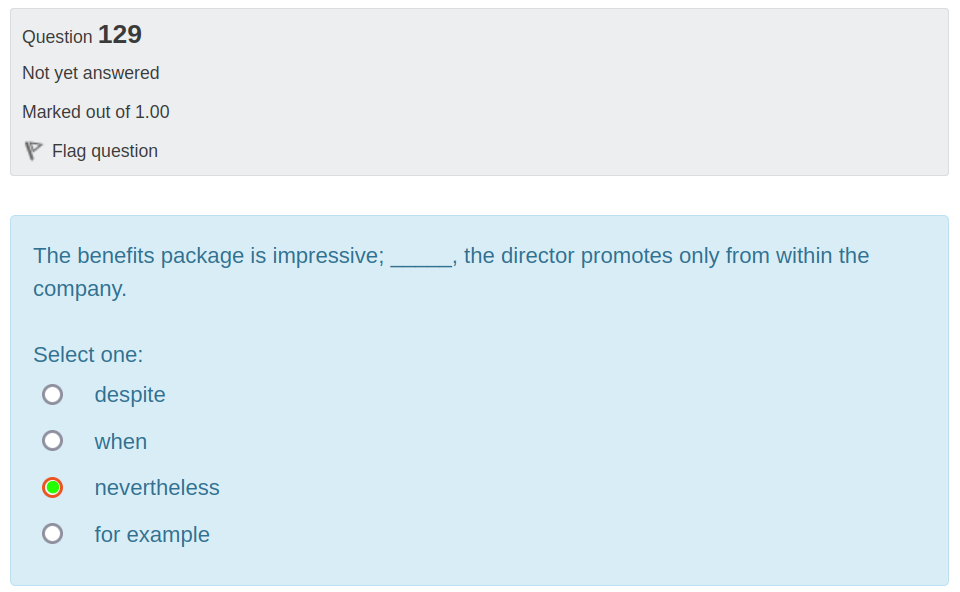 Question 129
Not yet answered
Marked out of 1.00
Flag question
The benefits package is impressive; _____, the director promotes only from within the
company.
Select one:
despite
when
nevertheless
for example